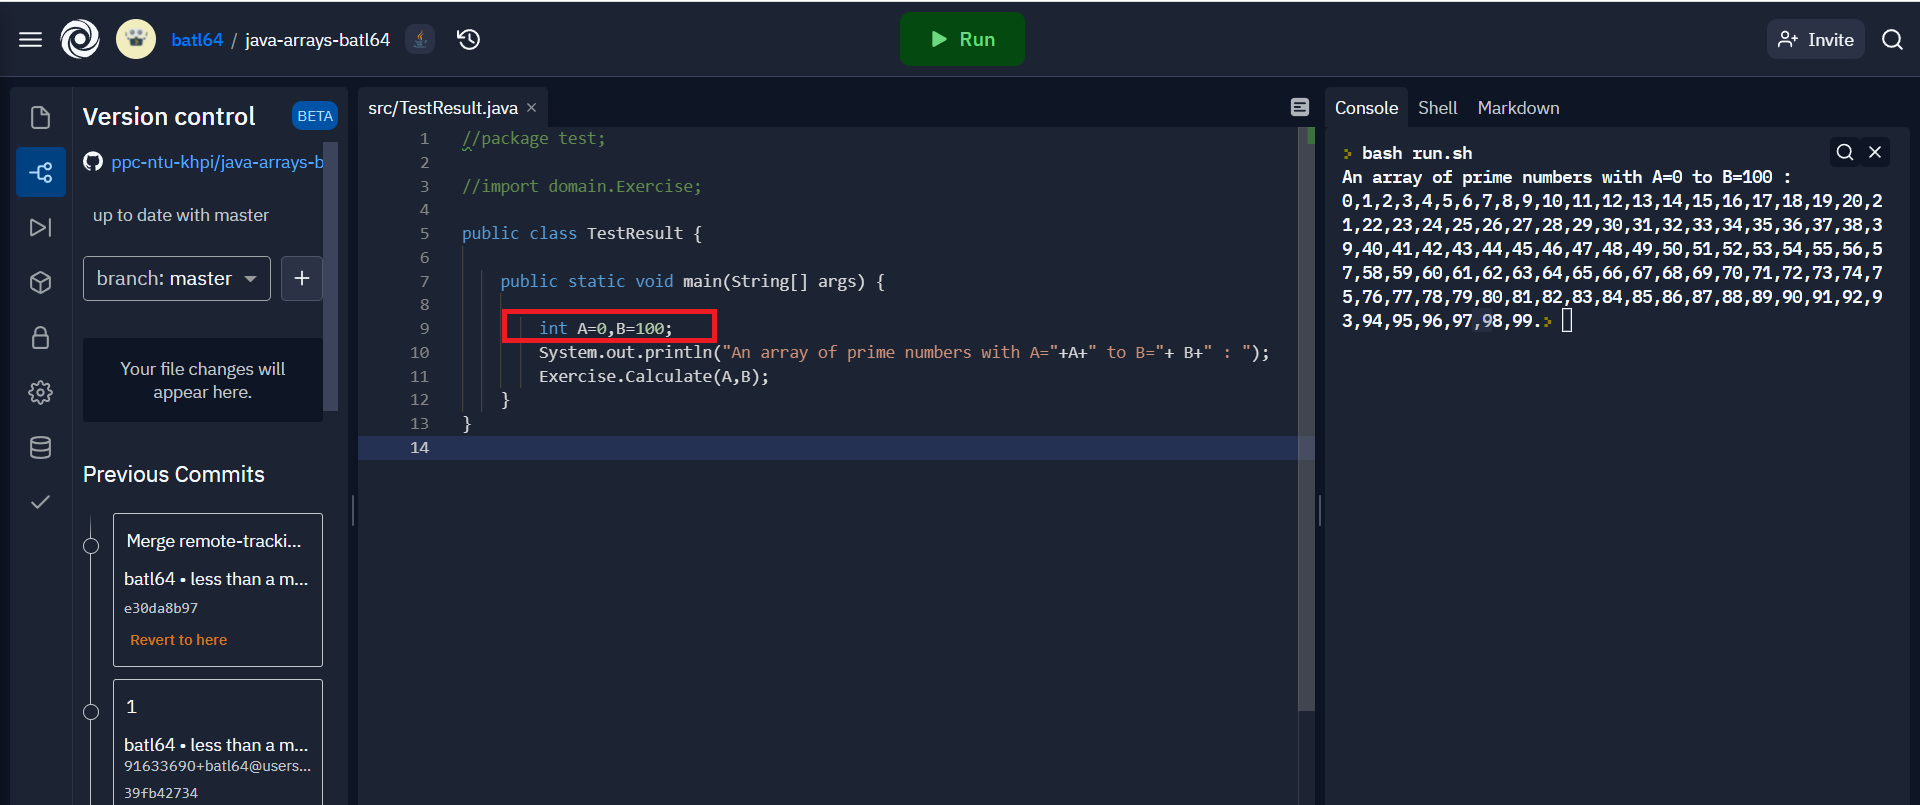 batl64 / java-arrays-batl64
Run
Invite
Version control BETA
ppc-ntu-khpi/java-arrays-b
up to date with master
branch: master
+
Your file changes will
appear here.
Previous Commits
Merge remote-tracki...
batl64 • less than a m...
e30da8b97
Revert to here
1
batl64 • less than a m...
91633690+batl64@users...
39fb42734
src/TestResult.java ×
1 //package test;
2
3 //import domain.Exercise;
4
5 public class TestResult {
6
7 public static void main(String[] args) {
8
9 int A=0,B=100;
10 System.out.println("An array of prime numbers with A="+A+" to B="+ B+" : ");
11 Exercise.Calculate(A,B);
12 }
13 }
14
Console Shell Markdown
> bash run.sh
An array of prime numbers with A=0 to B=100 :
0,1,2,3,4,5,6,7,8,9,10,11,12,13,14,15,16,17,18,19,20,2
1,22,23,24,25,26,27,28,29,30,31,32,33,34,35,36,37,38,3
9,40,41,42,43,44,45,46,47,48,49,50,51,52,53,54,55,56,5
7,58,59,60,61,62,63,64,65,66,67,68,69,70,71,72,73,74,7
5,76,77,78,79,80,81,82,83,84,85,86,87,88,89,90,91,92,9
3,94,95,96,97,98,99.>